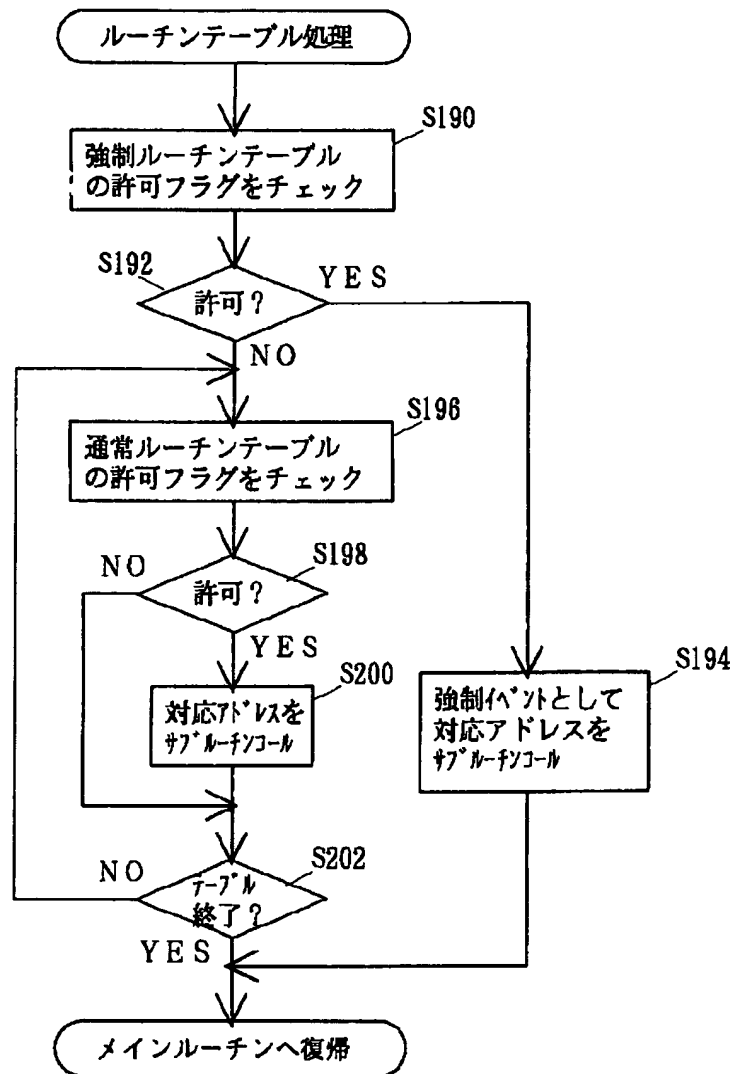 ルーチンテーブル処理
S190
強制ルーチンテーブル
の許可フラグをチェック
S192
YES
許可?
NO
S196
通常ルーチンテーブル
の許可フラグをチェック
NO
S198
許可?
YES
S200
対応ｱﾄﾞﾚｽを
ｻﾌﾞﾙｰﾁﾝｺｰﾙ
S194
強制ｲﾍﾞﾝﾄとして
対応アドレスを
ｻﾌﾞﾙｰﾁﾝｺｰﾙ
NO
S202
ﾃｰﾌﾞﾙ
終了?
YES
メインルーチンへ復帰